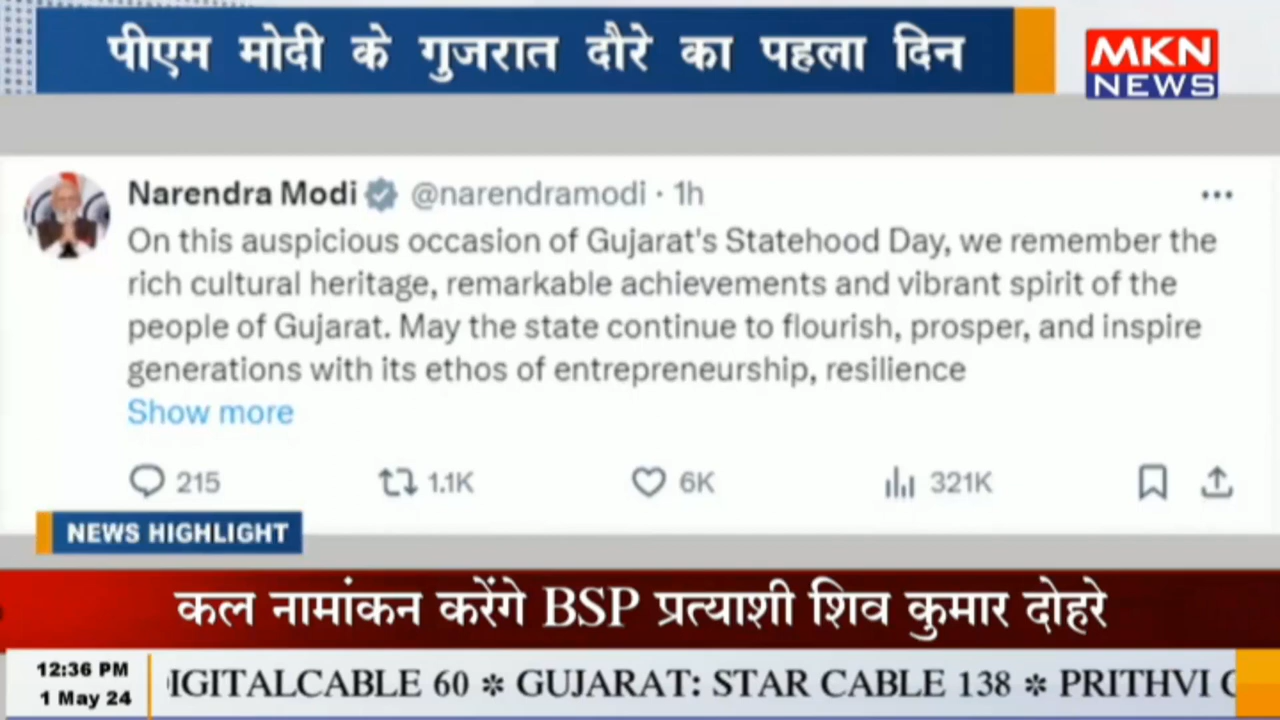 पीएम मोदी के गुजरात दौरे का पहला दिन
MKN
NEWS
Narendra Modi @narendramodi · 1h
On this auspicious occasion of Gujarat's Statehood Day, we remember the
rich cultural heritage, remarkable achievements and vibrant spirit of the
people of Gujarat. May the state continue to flourish, prosper, and inspire
generations with its ethos of entrepreneurship, resilience
Show more
215 1.1K 6K 321K
NEWS HIGHLIGHT
कल नामांकन करेंगे BSP प्रत्याशी शिव कुमार दोहरे
12:36 PM
1 May 24
IGITALCABLE 60 * GUJARAT: STAR CABLE 138 * PRITHVI